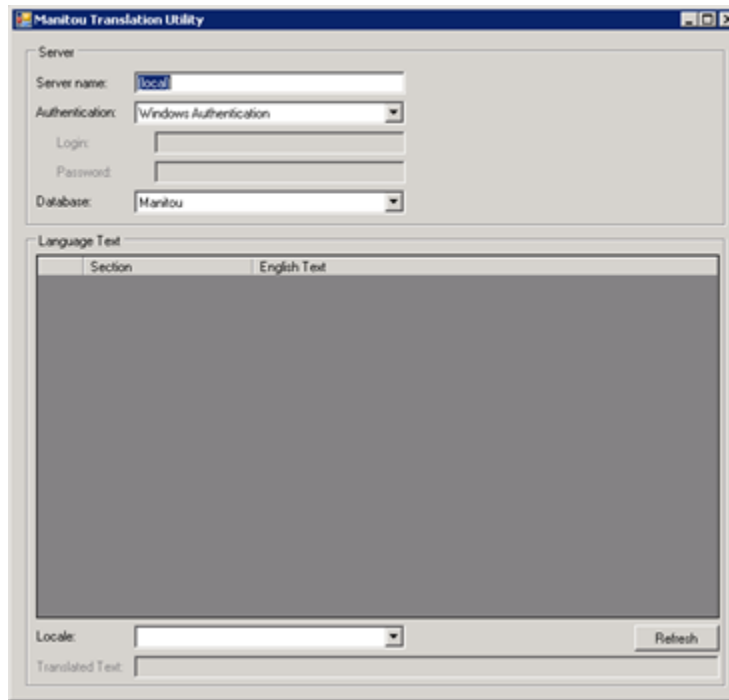 Manitou Translation Utility
Server
Server name: (local)
Authentication: Windows Authentication
Login:
Password:
Database: Manitou
Language Text
Section English Text
Locale: Refresh
Translated Text: